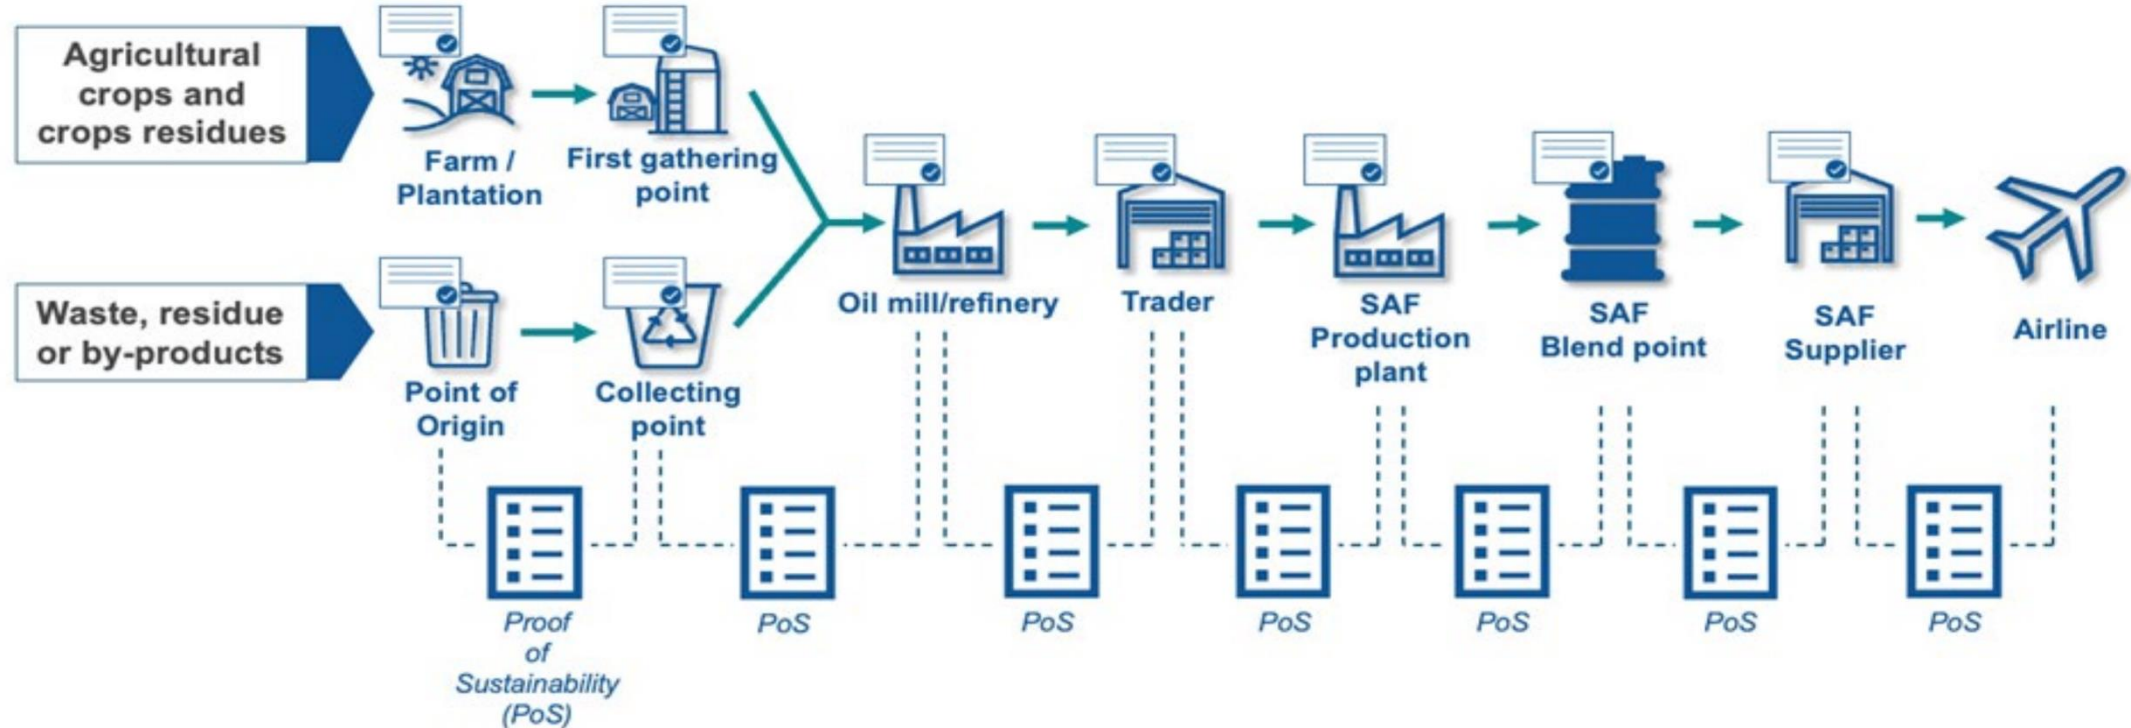 Agricultural
crops and
crops residues
Farm /
Plantation
First gathering
point
Waste, residue
or by-products
Point of
Origin
Collecting
point
Oil mill/refinery
Trader
SAF
Production
plant
SAF
Blend point
SAF
Supplier
Airline
Proof
of
Sustainability
(PoS)
PoS
PoS
PoS
PoS
PoS
PoS